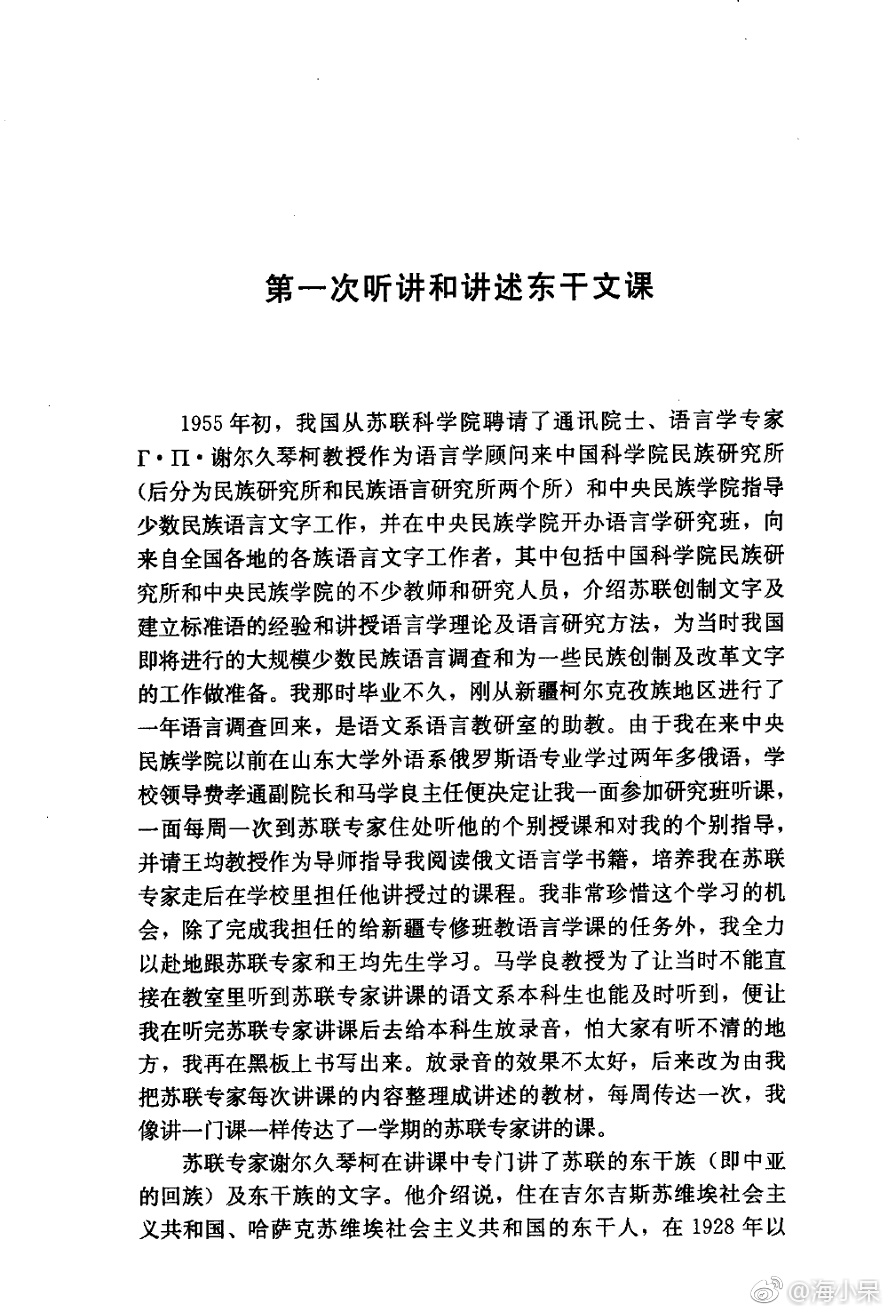 第一次听讲和讲述东干文课
1955年初，我国从苏联科学院聘请了通讯院士、语言学专家
Г·П·谢尔久琴柯教授作为语言学顾问来中国科学院民族研究所
(后分为民族研究所和民族语言研究所两个所）和中央民族学院指导
少数民族语言文字工作，并在中央民族学院开办语言学研究班，向
来自全国各地的各族语言文字工作者，其中包括中国科学院民族研
究所和中央民族学院的不少教师和研究人员，介绍苏联创制文字及
建立标准语的经验和讲授语言学理论及语言研究方法，为当时我国
即将进行的大规模少数民族语言调查和为一些民族创制及改革文字
的工作做准备。我那时毕业不久，刚从新疆柯尔克孜族地区进行了
一年语言调查回来，是语文系语言教研室的助教。由于我在来中央
民族学院以前在山东大学外语系俄罗斯语专业学过两年多俄语，学
校领导费孝通副院长和马学良主任便决定让我一面参加研究班听课，
一面每周一次到苏联专家住处听他的个别授课和对我的个别指导，
并请王均教授作为导师指导我阅读俄文语言学书籍，培养我在苏联
专家走后在学校里担任他讲授过的课程。我非常珍惜这个学习的机
会，除了完成我担任的给新疆专修班教语言学课的任务外，我全力
以赴地跟苏联专家和王均先生学习。马学良教授为了让当时不能直
接在教室里听到苏联专家讲课的语文系本科生也能及时听到，便让
我在听完苏联专家讲课后去给本科生放录音，怕大家有听不清的地
方，我再在黑板上书写出来。放录音的效果不太好，后来改为由我
把苏联专家每次讲课的内容整理成讲述的教材，每周传达一次，我
像讲一门课一样传达了一学期的苏联专家讲的课。
苏联专家谢尔久琴柯在讲课中专门讲了苏联的东干族（即中亚
的回族）及东干族的文字。他介绍说，住在吉尔吉斯苏维埃社会主
义共和国、哈萨克苏维埃社会主义共和国的东干人，在1928年以
@海小呆